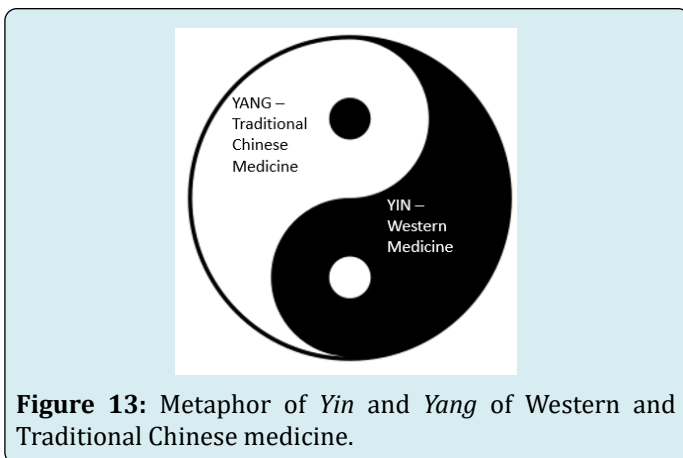 YANG –
Traditional
Chinese
Medicine
YIN –
Western
Medicine
Figure 13: Metaphor of Yin and Yang of Western and
Traditional Chinese medicine.